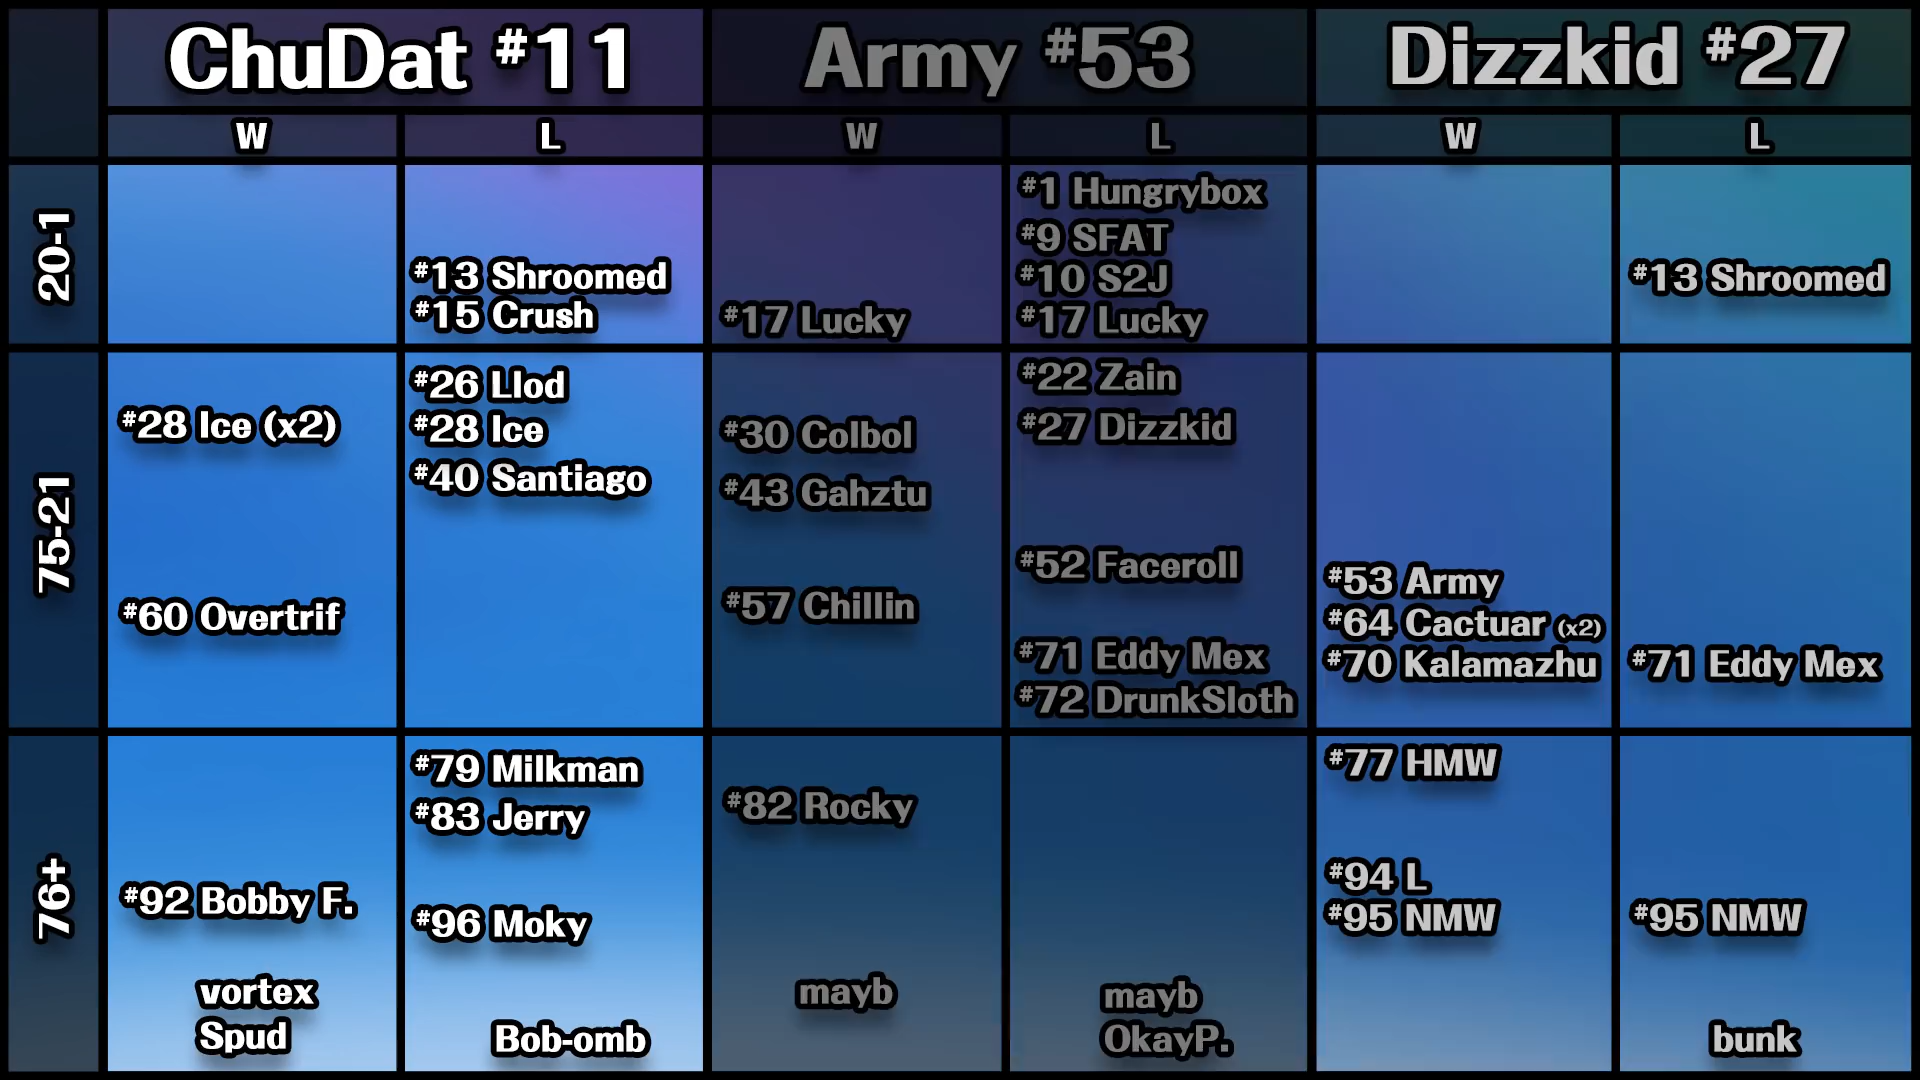 ChuDat #11
Army #53
Dizzkid #27
W
L
W
L
W
L
20-1
#13 Shroomed
#15 Crush
#17 Lucky
#1 Hungrybox
#9 SFAT
#10 S2J
#17 Lucky
#13 Shroomed
75-21
#28 Ice (x2)
#60 Overtrif
#26 Llod
#28 Ice
#40 Santiago
#30 Colbol
#43 Gahztu
#57 Chillin
#22 Zain
#27 Dizzkid
#52 Faceroll
#71 Eddy Mex
#72 DrunkSloth
#53 Army
#64 Cactuar (x2)
#70 Kalamazhu
#71 Eddy Mex
76+
#92 Bobby F.
vortex
Spud
#79 Milkman
#83 Jerry
#96 Moky
Bob-omb
#82 Rocky
mayb
mayb
OkayP.
#77 HMW
#94 L
#95 NMW
#95 NMW
bunk